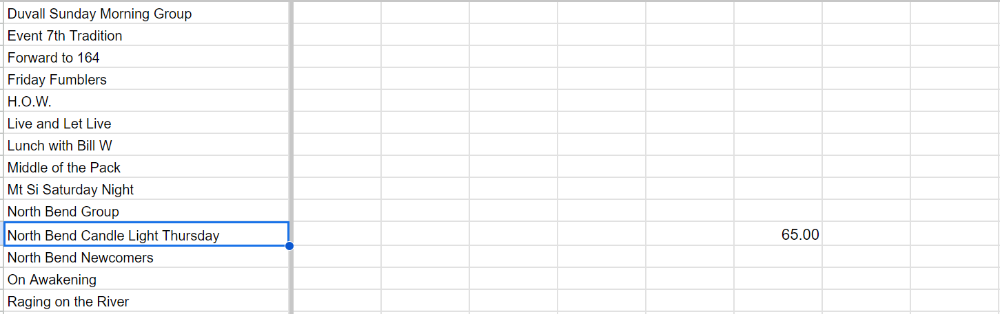 Duvall Sunday Morning Group
Event 7th Tradition
Forward to 164
Friday Fumblers
H.O.W.
Live and Let Live
Lunch with Bill W
Middle of the Pack
Mt Si Saturday Night
North Bend Group
North Bend Candle Light Thursday 65.00
North Bend Newcomers
On Awakening
Raging on the River